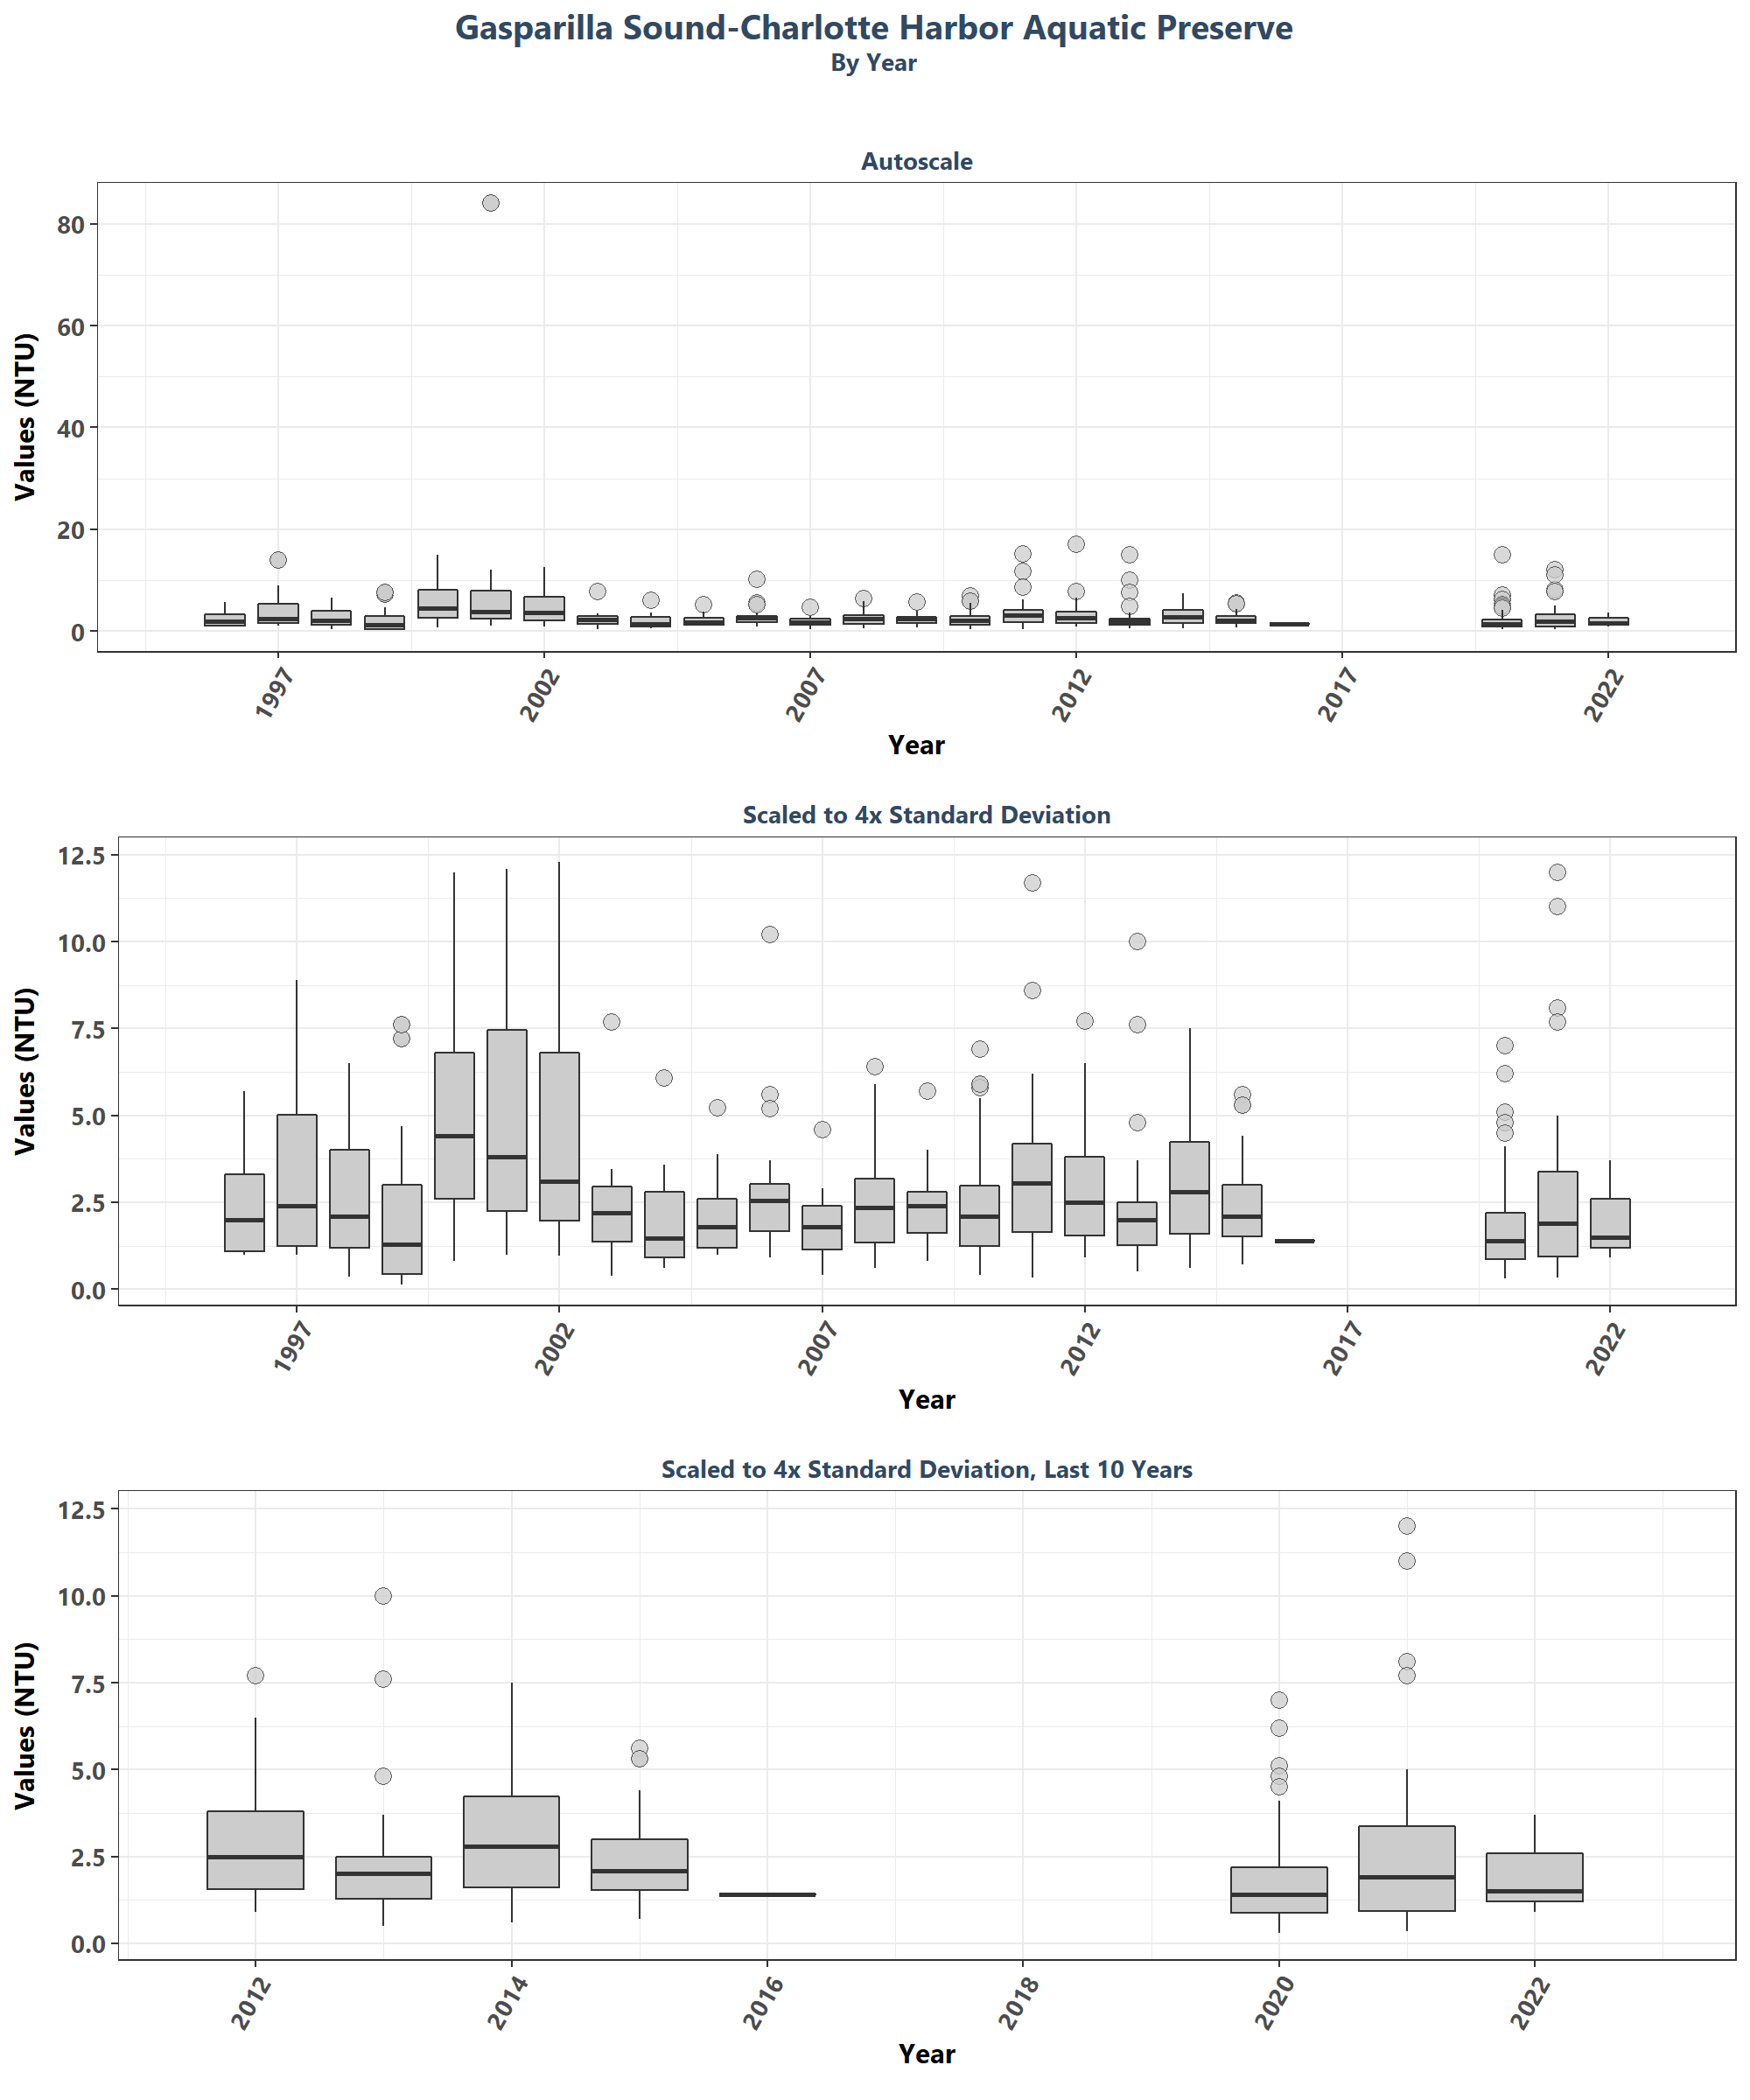 Gasparilla Sound-Charlotte Harbor Aquatic Preserve
By Year
Autoscale
Values (NTU)
80
60
40
20
0
1997 2002 2007 2012 2017 2022
Year
Scaled to 4x Standard Deviation
Values (NTU)
12.5
10.0
7.5
5.0
2.5
0.0
1997 2002 2007 2012 2017 2022
Year
Scaled to 4x Standard Deviation, Last 10 Years
Values (NTU)
12.5
10.0
7.5
5.0
2.5
0.0
2012 2014 2016 2018 2020 2022
Year